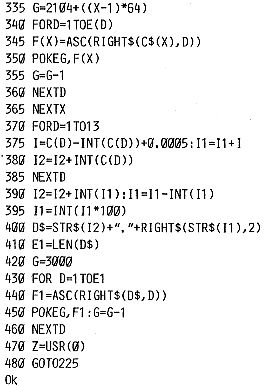 335 G=2104+((X-1)*64)
340 FORD=1TOE(D)
345 F(X)=ASC(RIGHT$(C$(X),D))
350 POKEG,F(X)
355 G=G-1
360 NEXTD
365 NEXTX
370 FORD=1TO13
375 I=C(D)-INT(C(D))+0.0005:I1=I1+I
380 I2=I2+INT(C(D))
385 NEXTD
390 I2=I2+INT(I1):I1=I1-INT(I1)
395 I1=INT(I1*100)
400 D$=STR$(I2)+"."+RIGHT$(STR$(I1),2)
410 E1=LEN(D$)
420 G=3000
430 FOR D=1TOE1
440 F1=ASC(RIGHT$(D$,D))
450 POKEG,F1:G=G-1
460 NEXTD
470 Z=USR(0)
480 GOTO225
Ok